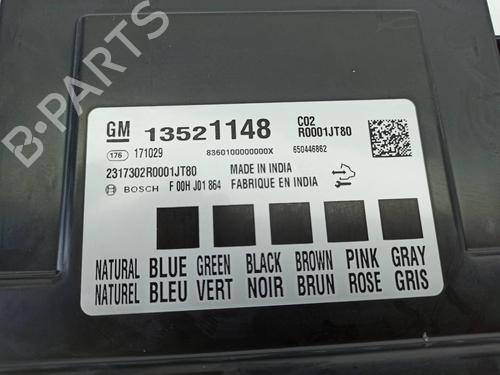 B-PARTS
GM 13521148 C02
R0001JT80
176 171029 8360100000000X 650446862
2317302R0001JT80 MADE IN INDIA
BOSCH F 00H J01 864 FABRIQUE EN INDIA
NATURAL BLUE GREEN BLACK BROWN PINK GRAY
NATUREL BLEU VERT NOIR BRUN ROSE GRIS